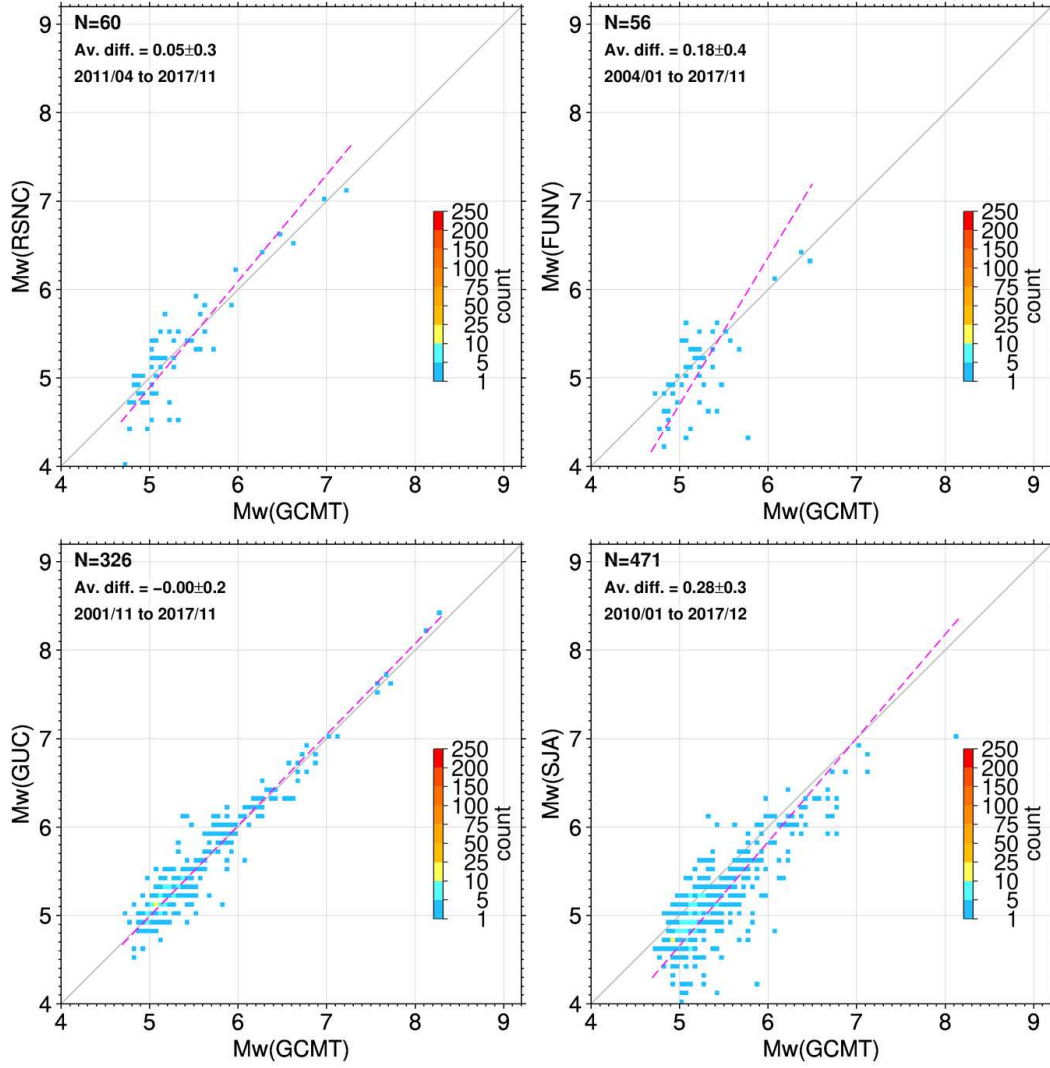 N=60
Av. diff. = 0.05±0.3
2011/04 to 2017/11
9
8
7
6
5
4
Mw(RSNC)
250
200
150
100
75
50
25
10
5
1
count
4 5 6 7 8 9
Mw(GCMT)
N=56
Av. diff. = 0.18±0.4
2004/01 to 2017/11
9
8
7
6
5
4
Mw(FUNV)
250
200
150
100
75
50
25
10
5
1
count
4 5 6 7 8 9
Mw(GCMT)
N=326
Av. diff. = −0.00±0.2
2001/11 to 2017/11
9
8
7
6
5
4
Mw(GUC)
250
200
150
100
75
50
25
10
5
1
count
4 5 6 7 8 9
Mw(GCMT)
N=471
Av. diff. = 0.28±0.3
2010/01 to 2017/12
9
8
7
6
5
4
Mw(SJA)
250
200
150
100
75
50
25
10
5
1
count
4 5 6 7 8 9
Mw(GCMT)